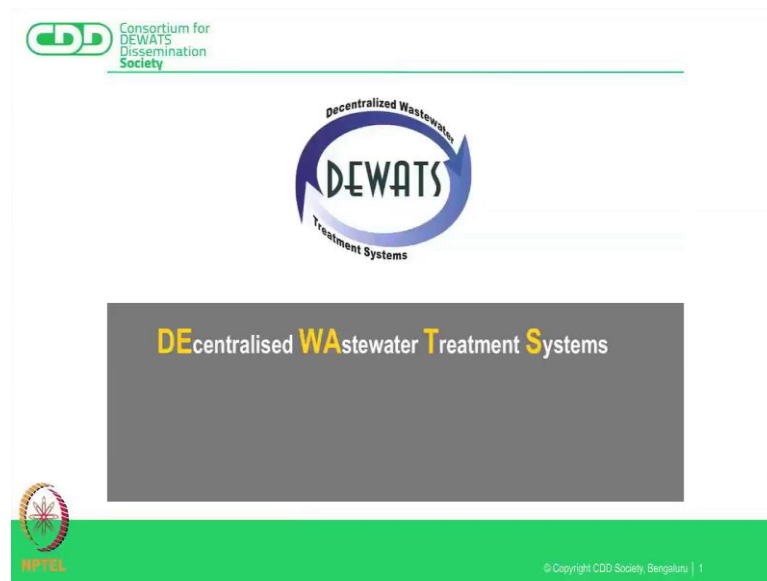 CDD
Consortium for
DEWATS
Dissemination
Society
Decentralized Wastewater
DEWATS
Treatment Systems
DEcentralised WAstewater Treatment Systems
NPTEL
© Copyright CDD Society, Bengaluru | 1